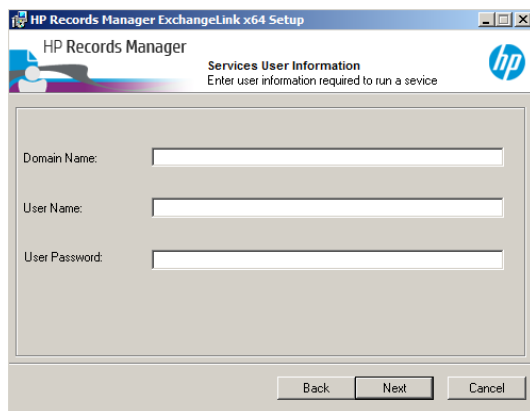 HP Records Manager ExchangeLink x64 Setup
HP Records Manager
Services User Information
Enter user information required to run a sevice
hp
Domain Name:
User Name:
User Password:
Back Next Cancel